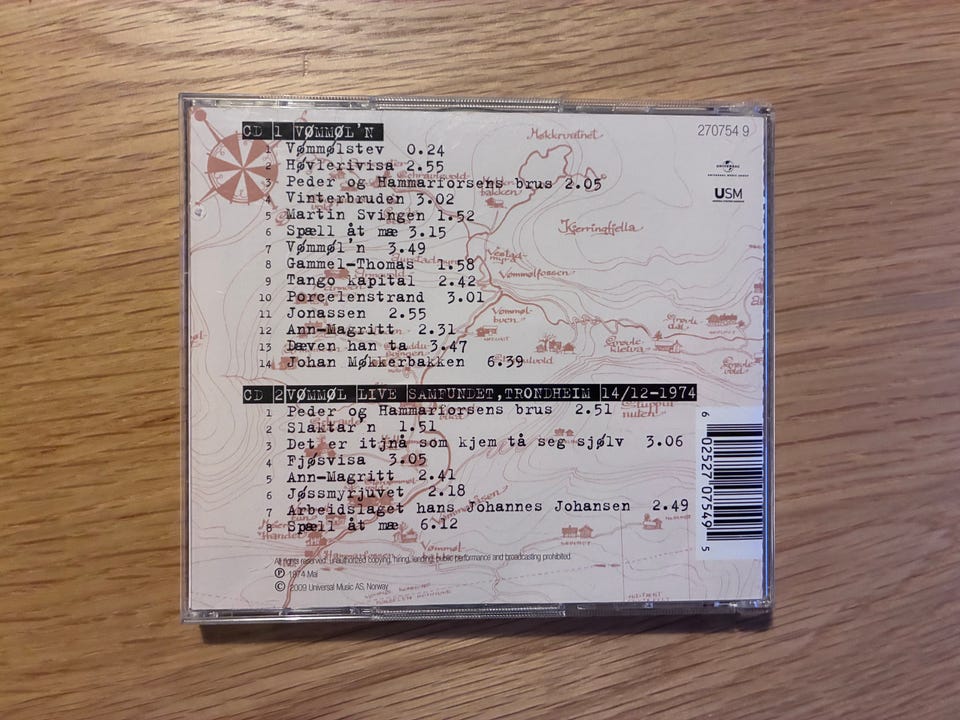 CD 1 VØMMØL'N
1 Vømmølstev 0.24
2 Høvlerivisa 2.55
3 Peder og Hammarforsens brus 2.05
4 Vinterbruden 3.02
5 Martin Svingen 1.52
6 Spæll åt mæ 3.15
7 Vømmøl'n 3.49
8 Gammel-Thomas 1.58
9 Tango kapital 2.42
10 Porcelenstrand 3.01
11 Jonassen 2.55
12 Ann-Magritt 2.31
13 Dæven han ta 3.47
14 Johan Møkkerbakken 6.39
CD 2 VØMMØL LIVE SAMFUNDET, TRONDHEIM 14/12-1974
1 Peder og Hammarforsens brus 2.51
2 Slaktar'n 1.51
3 Det er itjnå som kjem tå seg sjølv 3.06
4 Fjøsvisa 3.05
5 Ann-Magritt 2.41
6 Jøssmyrjuvet 2.18
7 Arbeidslaget hans Johannes Johansen 2.49
8 Spæll åt mæ 6.12
All rights reserved, unauthorized copying, hiring, lending, public performance and broadcasting prohibited.
℗ 1974 Mai
© 2009 Universal Music AS, Norway
270754 9
UNIVERSAL
UNIVERSAL MUSIC GROUP
USM
Møkkrvatnet
bakken
Kjerringfjella
Vømmølfossen
Vømmøl-
buen
6 02527 07549 5